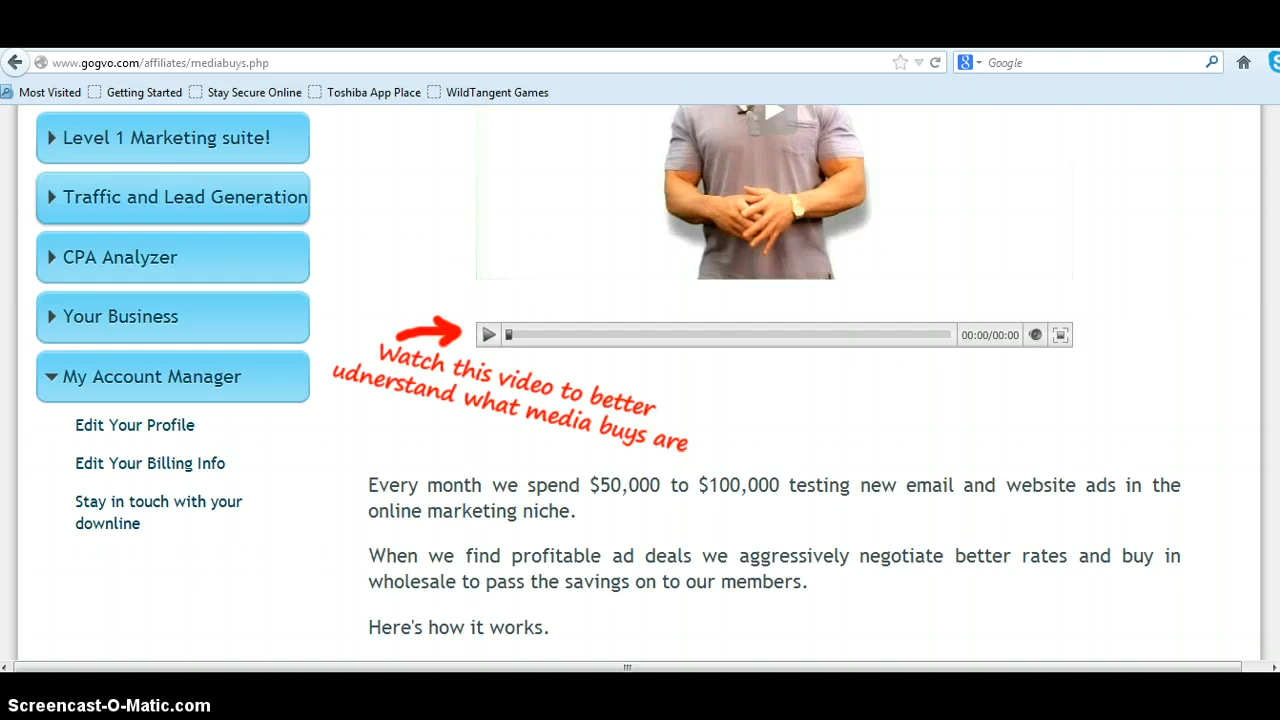 www.gogvo.com/affiliates/mediabuys.php
Google
Most Visited Getting Started Stay Secure Online Toshiba App Place WildTangent Games
Level 1 Marketing suite!
Traffic and Lead Generation
CPA Analyzer
Your Business
My Account Manager
Edit Your Profile
Edit Your Billing Info
Stay in touch with your
downline
00:00/00:00
Watch this video to better
udnerstand what media buys are
Every month we spend $50,000 to $100,000 testing new email and website ads in the
online marketing niche.
When we find profitable ad deals we aggressively negotiate better rates and buy in
wholesale to pass the savings on to our members.
Here's how it works.
Screencast-O-Matic.com